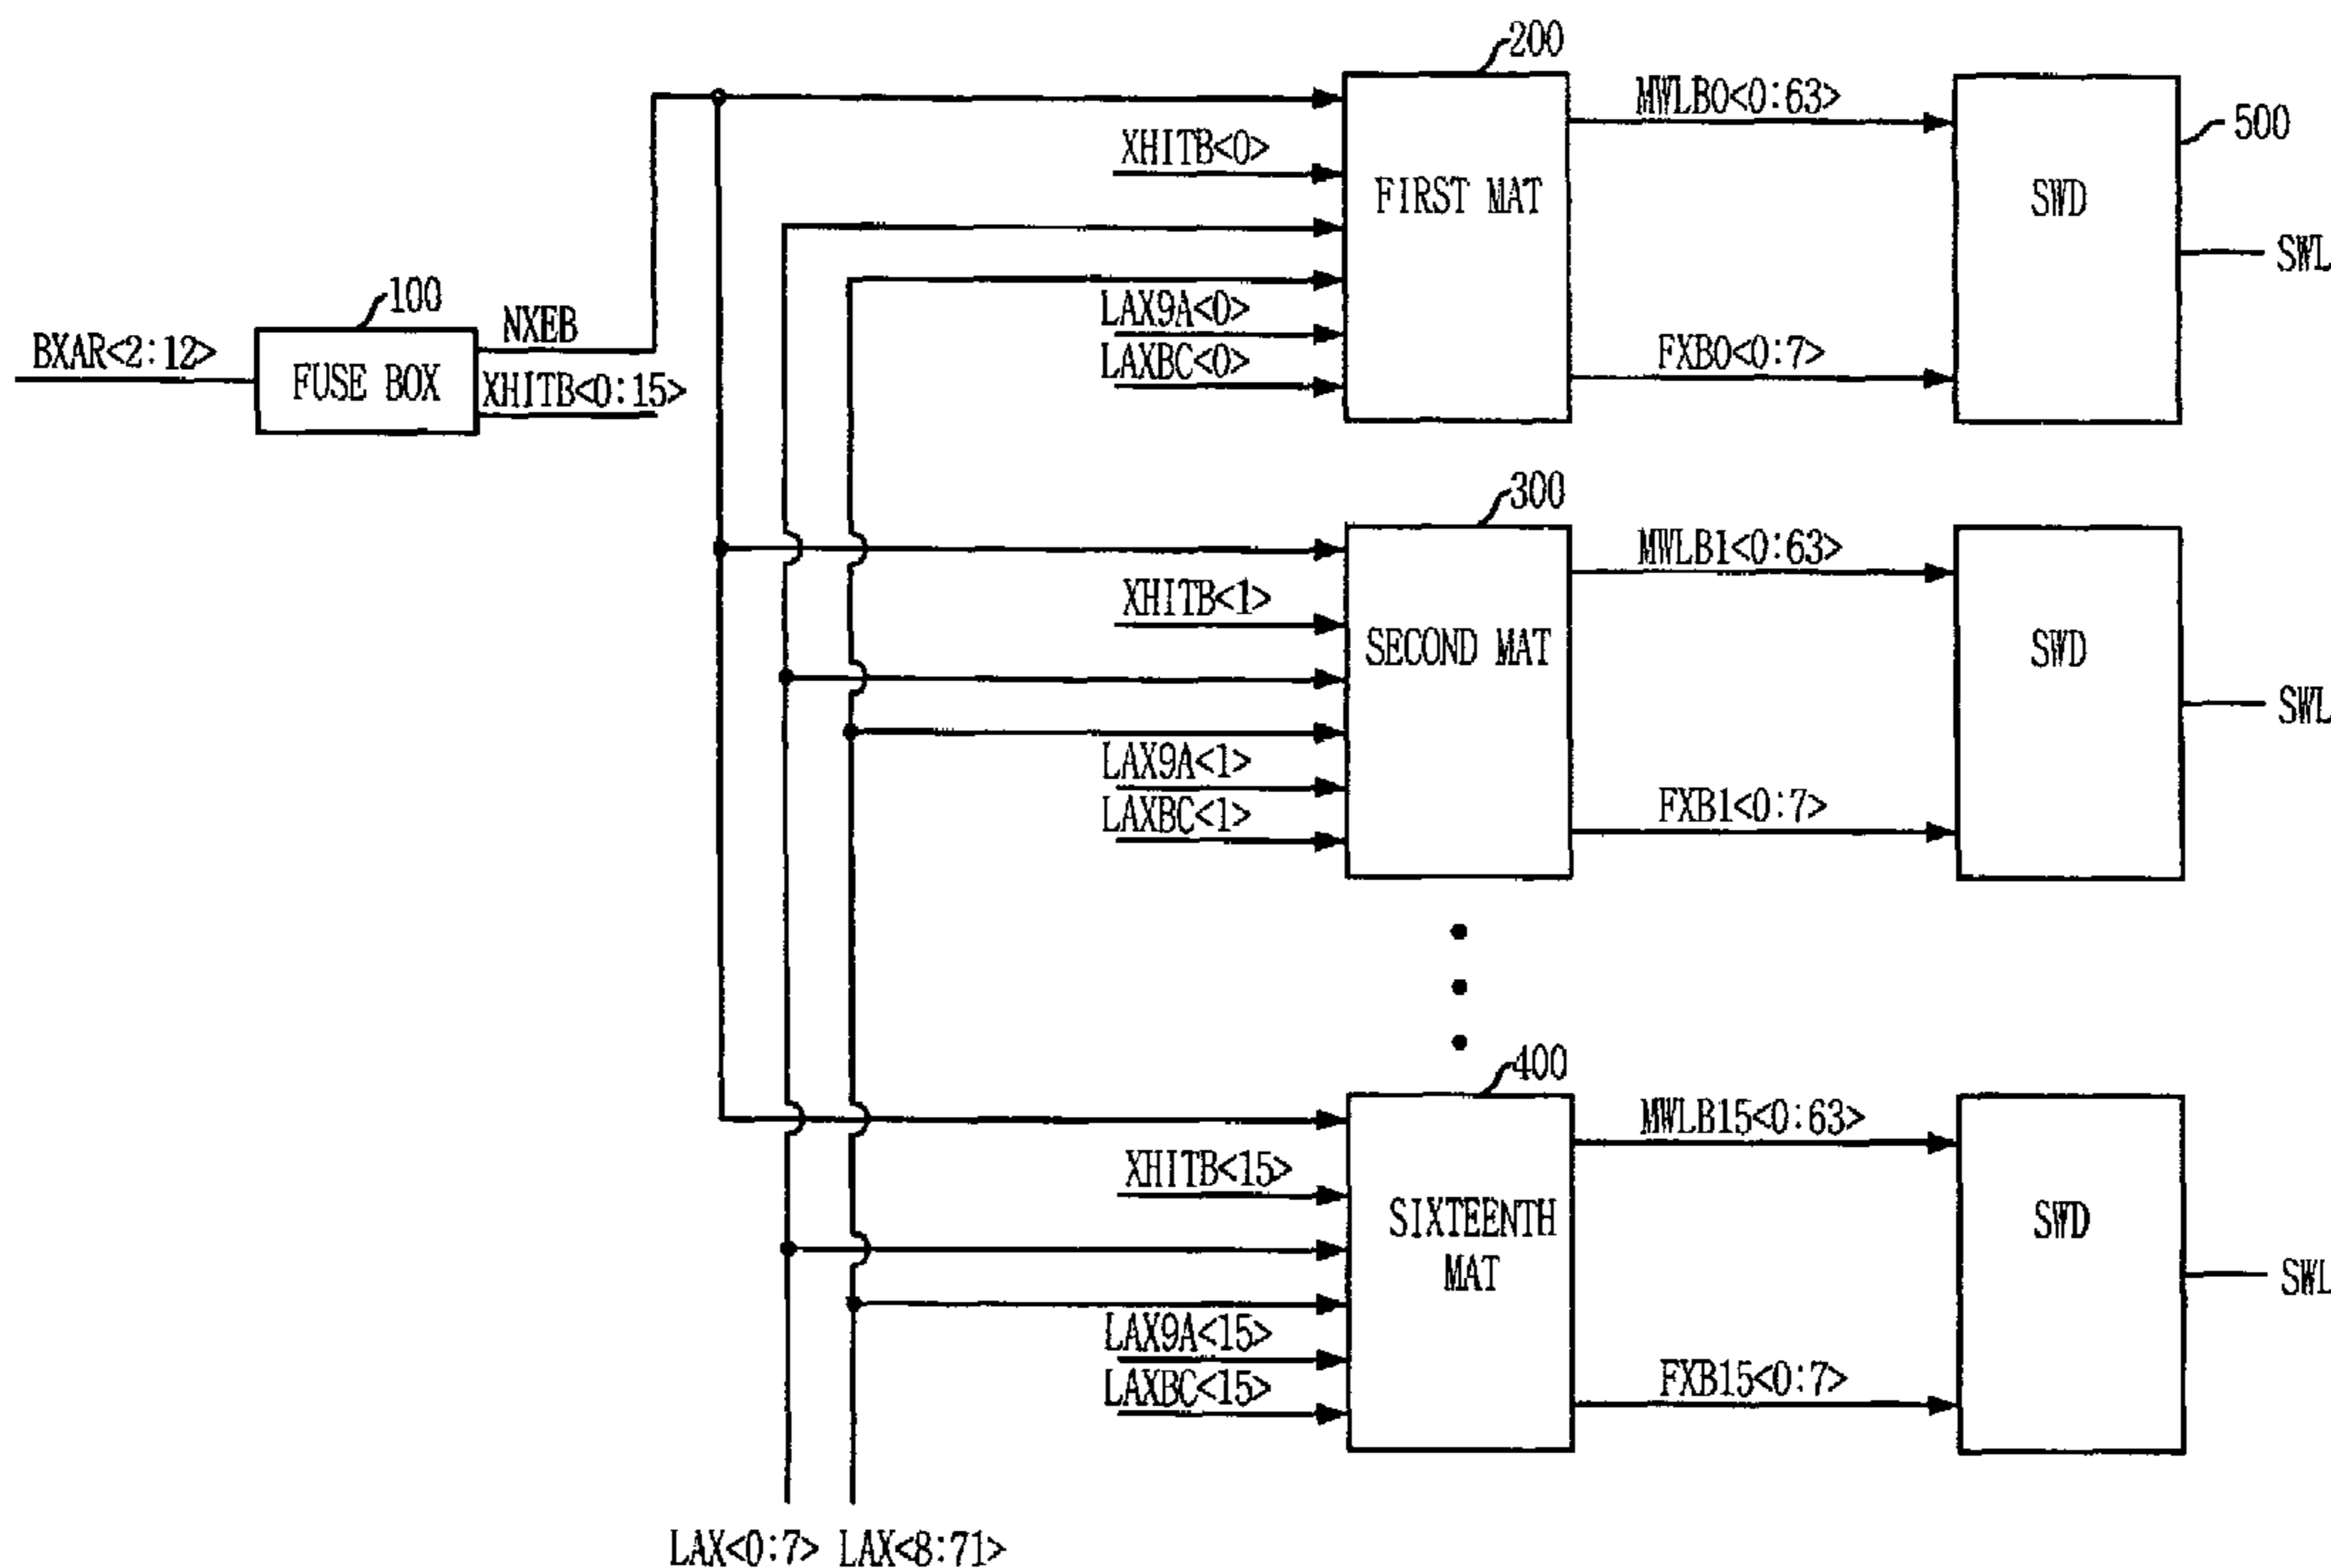 200
MWLB0<0:63>
500
XHITB<0>
FIRST MAT
SWD
SWL
100
NXEB
BXAR<2:12>
FUSE BOX
XHITB<0:15>
LAX9A<0>
LAXBC<0>
FXB0<0:7>
300
MWLB1<0:63>
XHITB<1>
SECOND MAT
SWD
SWL
LAX9A<1>
LAXBC<1>
FXB1<0:7>
400
MWLB15<0:63>
XHITB<15>
SIXTEENTH
MAT
SWD
SWL
LAX9A<15>
LAXBC<15>
FXB15<0:7>
LAX<0:7> LAX<8:71>